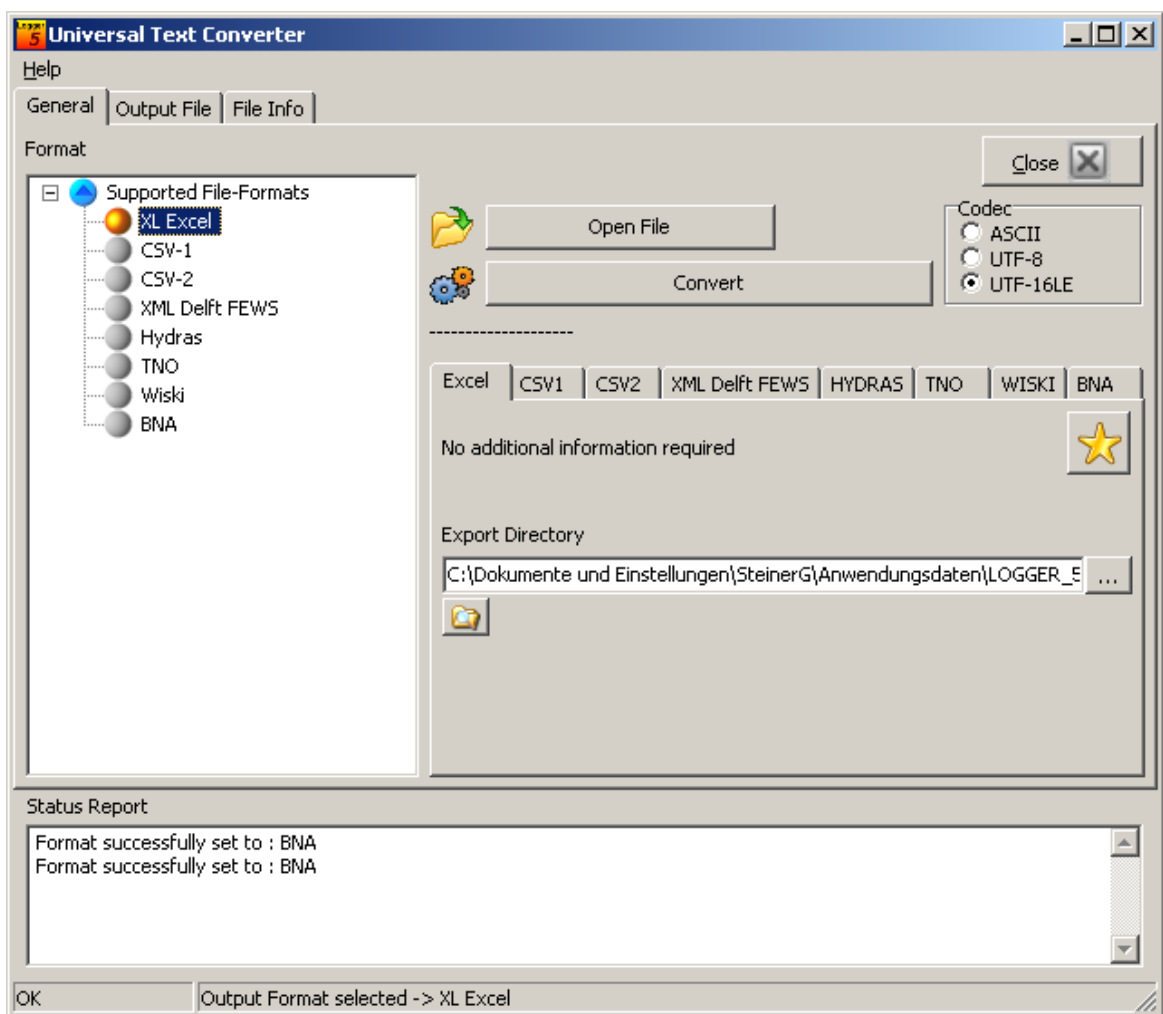 Logger 5 Universal Text Converter
Help
General Output File File Info
Format
Close
Supported File-Formats
XL Excel
CSV-1
CSV-2
XML Delft FEWS
Hydras
TNO
Wiski
BNA
Open File
Convert
Codec
ASCII
UTF-8
UTF-16LE
---------------------
Excel CSV1 CSV2 XML Delft FEWS HYDRAS TNO WISKI BNA
No additional information required
Export Directory
C:\Dokumente und Einstellungen\SteinerG\Anwendungsdaten\LOGGER_5 ...
Status Report
Format successfully set to : BNA
Format successfully set to : BNA
OK Output Format selected -> XL Excel